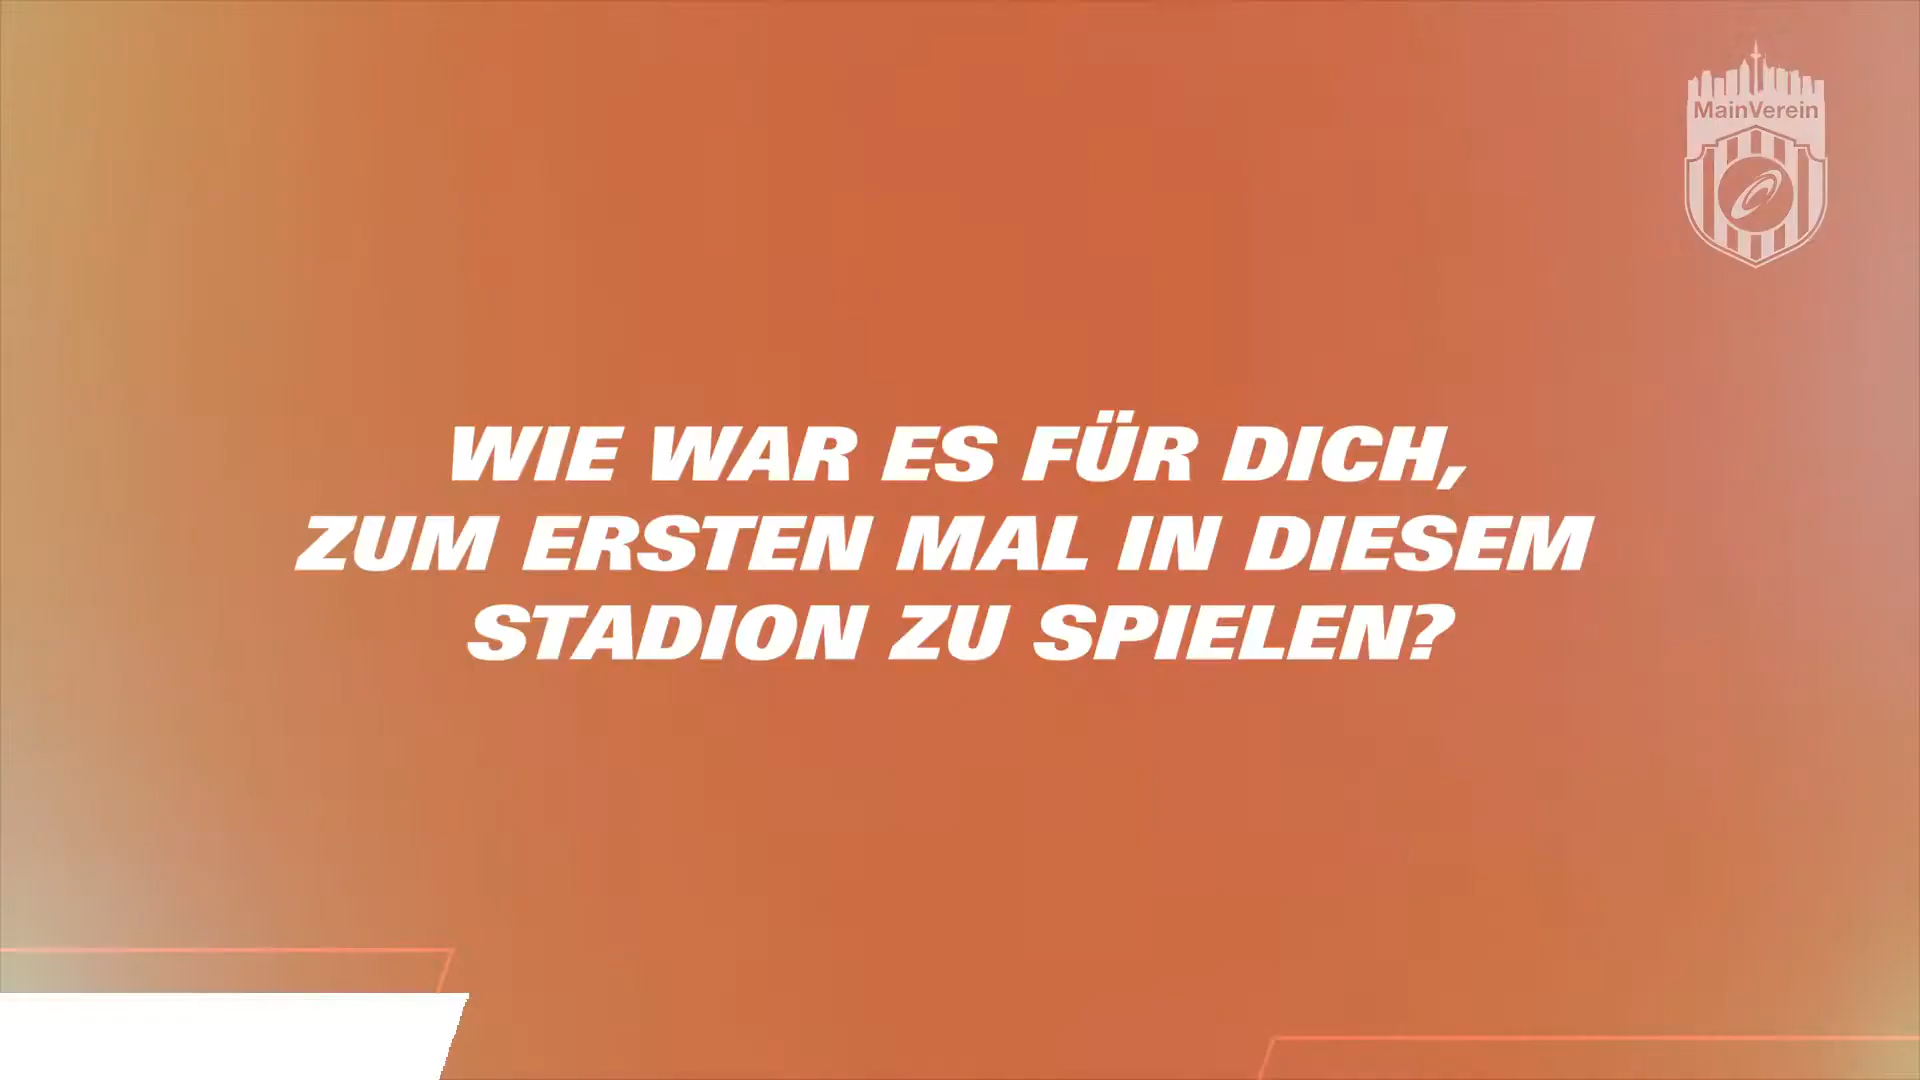 MainVerein
WIE WAR ES FÜR DICH,
ZUM ERSTEN MAL IN DIESEM
STADION ZU SPIELEN?